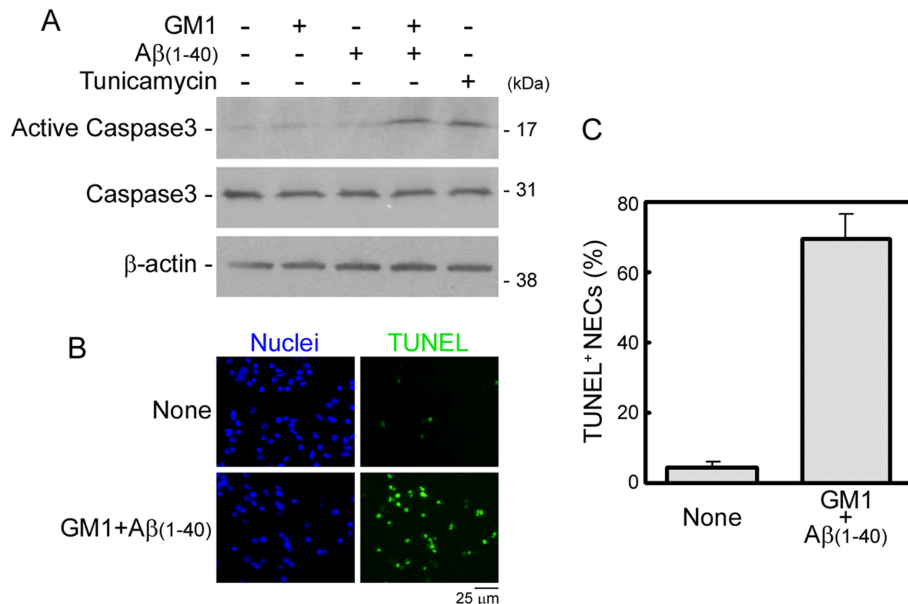 A
GM1 - + - + -
Aβ(1-40) - - + + -
Tunicamycin - - - - + (kDa)
Active Caspase3 - - 17
Caspase3 - - 31
β-actin - - 38
B
Nuclei TUNEL
None
GM1+Aβ(1-40)
25 μm
C
TUNEL⁺ NECs (%)
80
60
40
20
0
None GM1
+
Aβ(1-40)